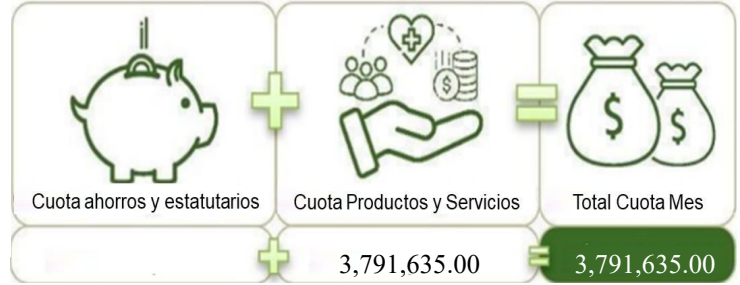 Cuota ahorros y estatutarios
Cuota Productos y Servicios
Total Cuota Mes
3,791,635.00
3,791,635.00